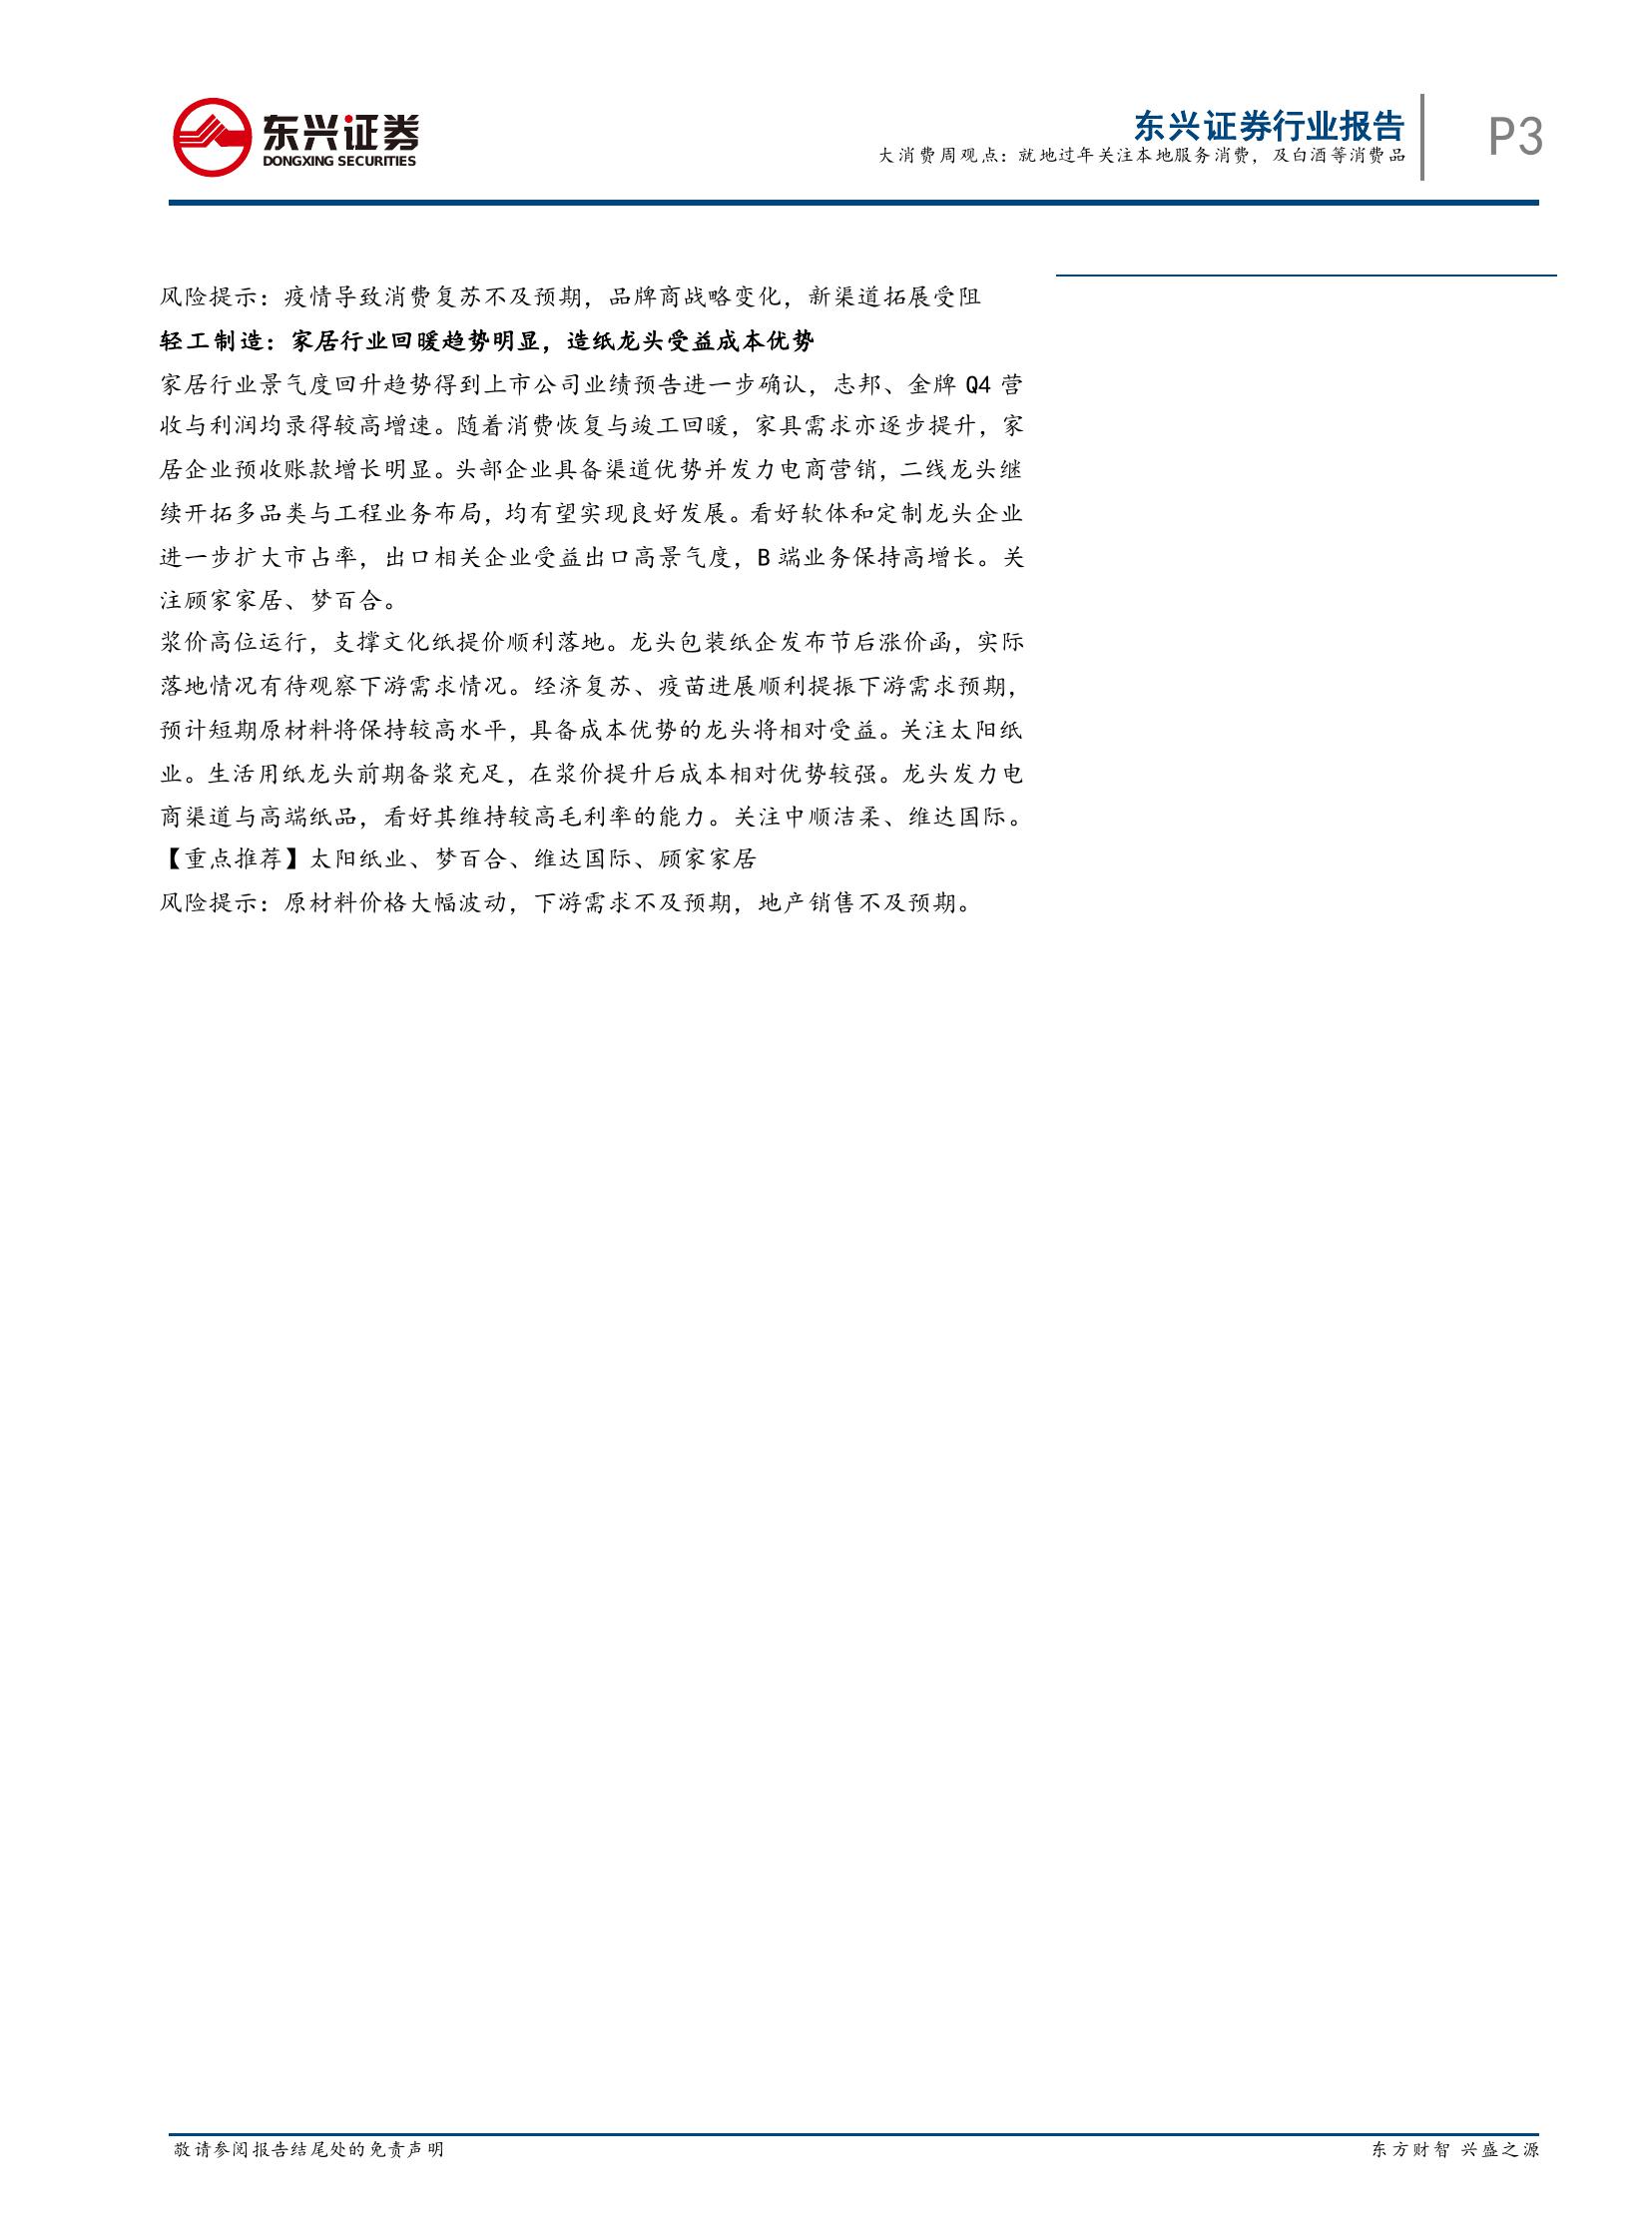 东兴证券
DONGXING SECURITIES
东兴证券行业报告
大消费周观点：就地过年关注本地服务消费，及白酒等消费品
P3
风险提示：疫情导致消费复苏不及预期，品牌商战略变化，新渠道拓展受阻
轻工制造：家居行业回暖趋势明显，造纸龙头受益成本优势
家居行业景气度回升趋势得到上市公司业绩预告进一步确认，志邦、金牌 Q4 营
收与利润均录得较高增速。随着消费恢复与竣工回暖，家具需求亦逐步提升，家
居企业预收账款增长明显。头部企业具备渠道优势并发力电商营销，二线龙头继
续开拓多品类与工程业务布局，均有望实现良好发展。看好软体和定制龙头企业
进一步扩大市占率，出口相关企业受益出口高景气度，B 端业务保持高增长。关
注顾家家居、梦百合。
浆价高位运行，支撑文化纸提价顺利落地。龙头包装纸企发布节后涨价函，实际
落地情况有待观察下游需求情况。经济复苏、疫苗进展顺利提振下游需求预期，
预计短期原材料将保持较高水平，具备成本优势的龙头将相对受益。关注太阳纸
业。生活用纸龙头前期备浆充足，在浆价提升后成本相对优势较强。龙头发力电
商渠道与高端纸品，看好其维持较高毛利率的能力。关注中顺洁柔、维达国际。
【重点推荐】太阳纸业、梦百合、维达国际、顾家家居
风险提示：原材料价格大幅波动，下游需求不及预期，地产销售不及预期。
敬请参阅报告结尾处的免责声明
东方财智 兴盛之源